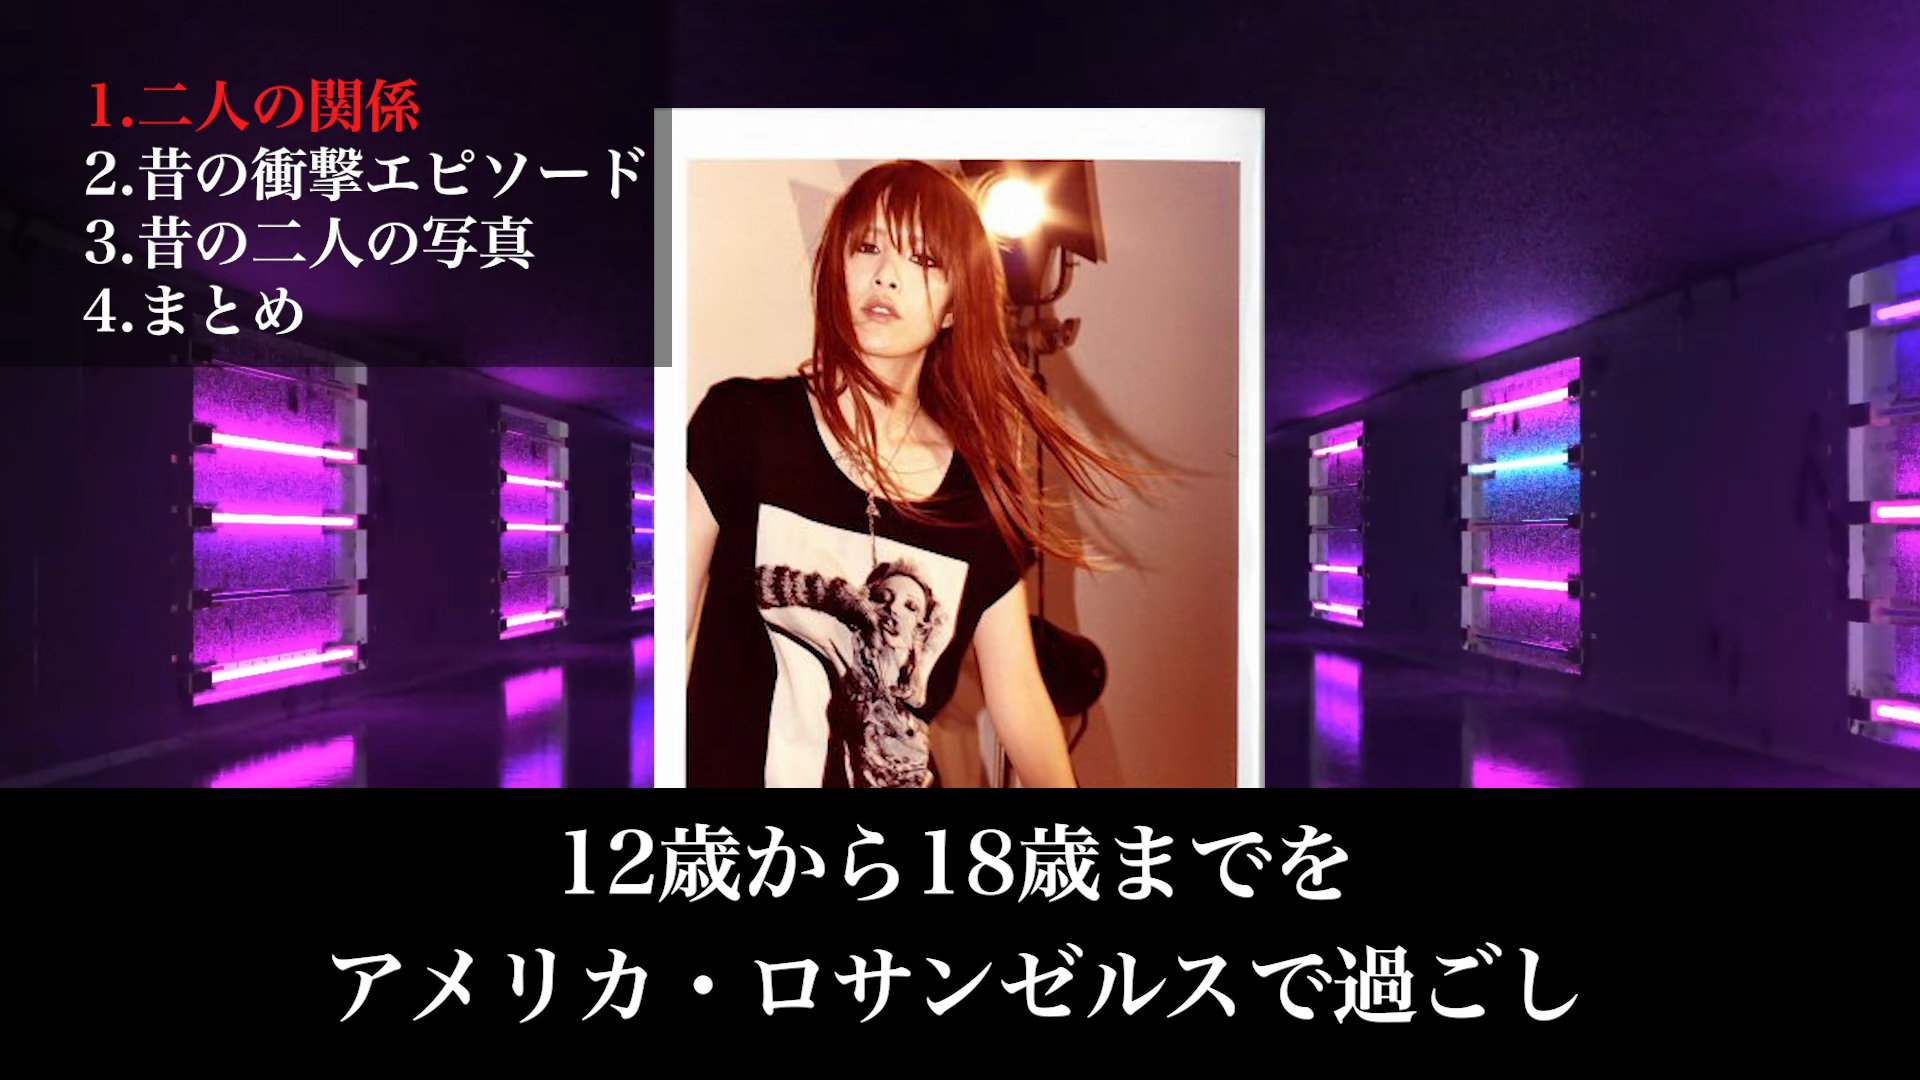 1.二人の関係
2.昔の衝撃エピソード
3.昔の二人の写真
4.まとめ
12歳から18歳までを
アメリカ・ロサンゼルスで過ごし